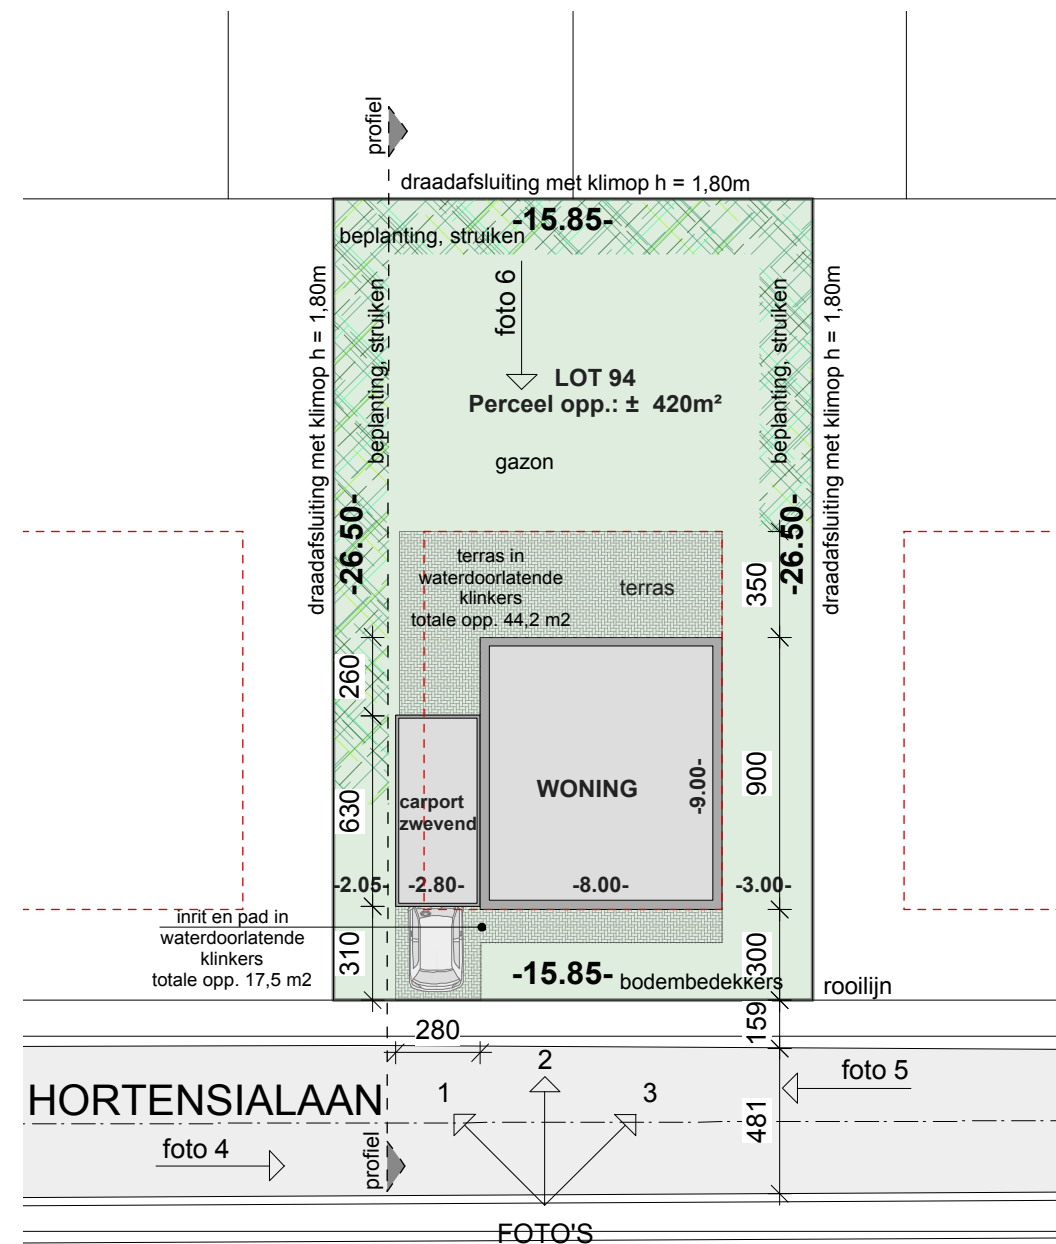 profiel
draadafsluiting met klimop h = 1,80m
-15.85-
beplanting, struiken
draadafsluiting met klimop h = 1,80m
beplanting, struiken
foto 6
beplanting, struiken
draadafsluiting met klimop h = 1,80m
LOT 94
Perceel opp.: ± 420m²
gazon
-26.50-
-26.50-
terras in
waterdoorlatende
klinkers
totale opp. 44,2 m2
terras
350
260
630
carport
zwevend
WONING
-9.00-
900
-2.05-
-2.80-
-8.00-
-3.00-
inrit en pad in
waterdoorlatende
klinkers
totale opp. 17,5 m2
310
-15.85-
bodembedekkers
300
rooilijn
159
280
HORTENSIALAAN
1
2
3
foto 5
481
foto 4
profiel
FOTO'S